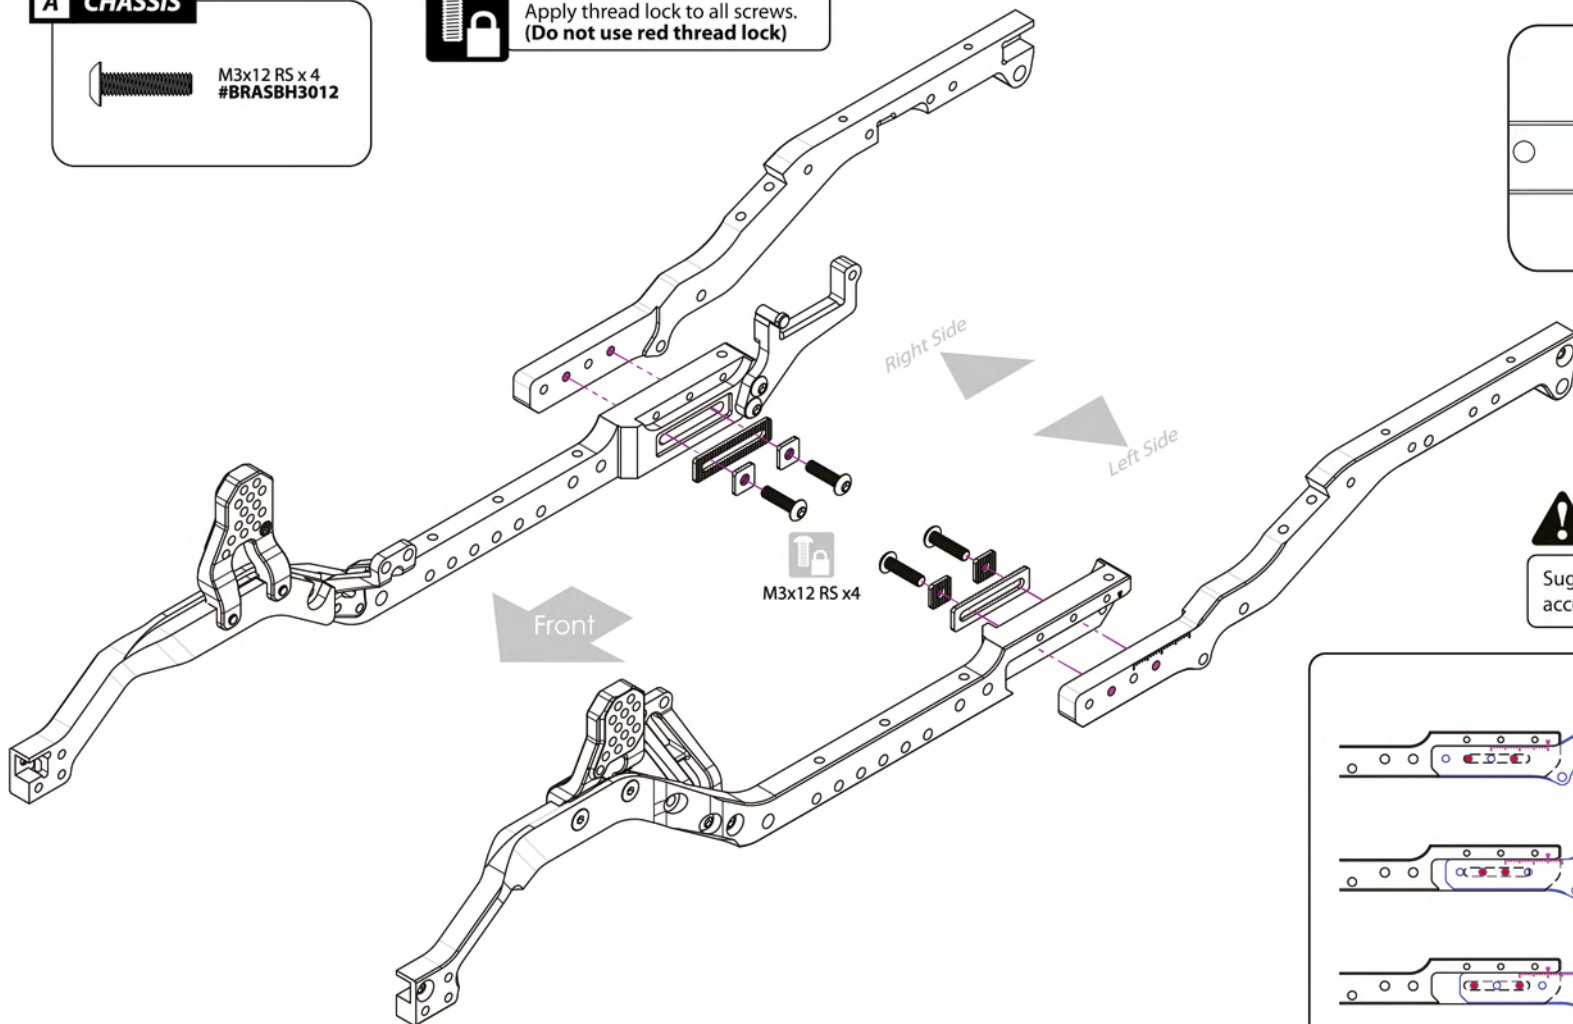 A CHASSIS
M3x12 RS x 4
#BRASBH3012
Apply thread lock to all screws.
(Do not use red thread lock)
Right Side
Left Side
M3x12 RS x4
Front